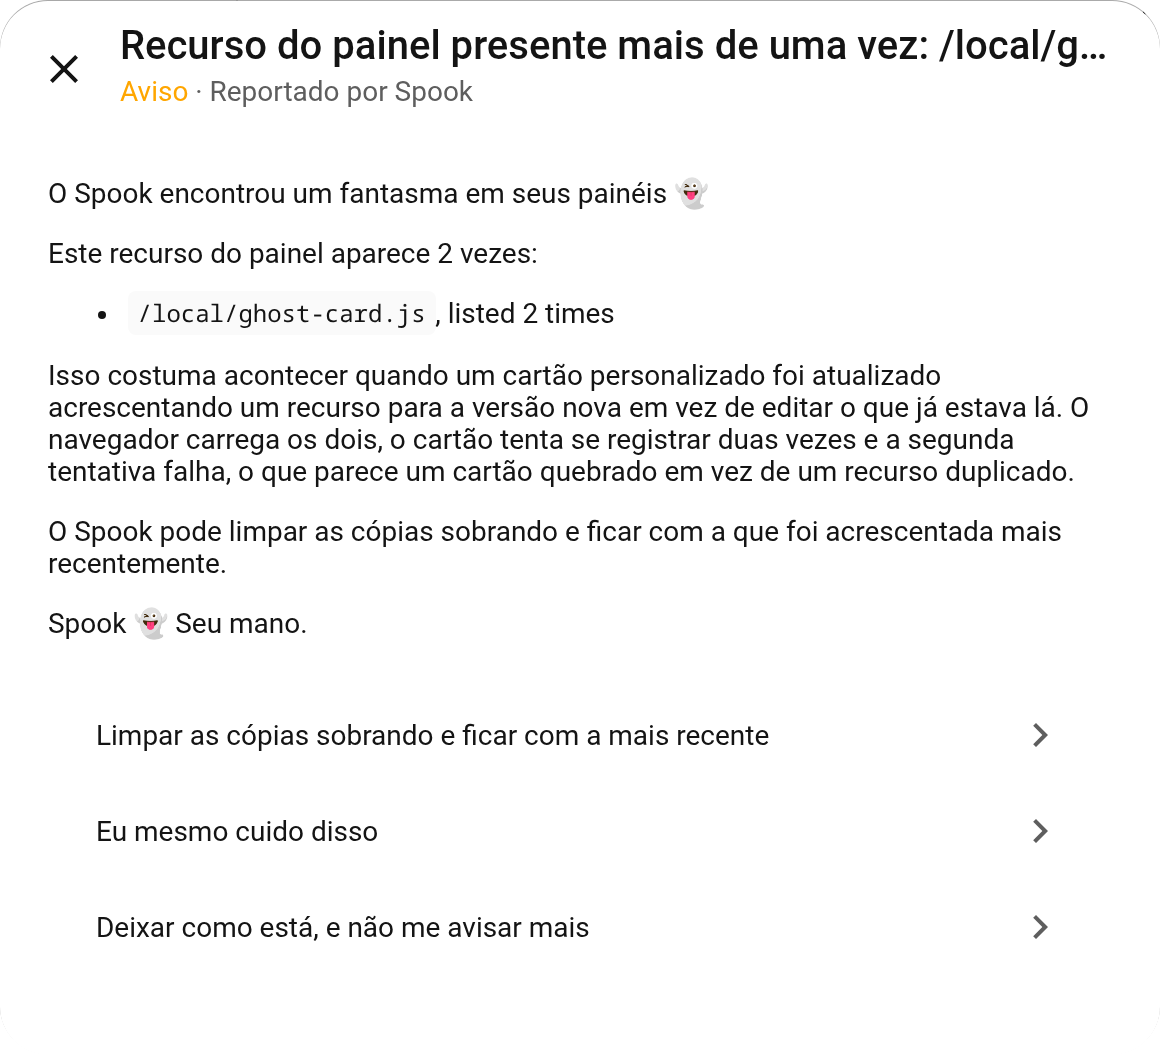 Recurso do painel presente mais de uma vez: /local/g...
Aviso · Reportado por Spook
O Spook encontrou um fantasma em seus painéis 👻
Este recurso do painel aparece 2 vezes:
• /local/ghost-card.js, listed 2 times
Isso costuma acontecer quando um cartão personalizado foi atualizado
acrescentando um recurso para a versão nova em vez de editar o que já estava lá. O
navegador carrega os dois, o cartão tenta se registrar duas vezes e a segunda
tentativa falha, o que parece um cartão quebrado em vez de um recurso duplicado.
O Spook pode limpar as cópias sobrando e ficar com a que foi acrescentada mais
recentemente.
Spook 👻 Seu mano.
Limpar as cópias sobrando e ficar com a mais recente
Eu mesmo cuido disso
Deixar como está, e não me avisar mais